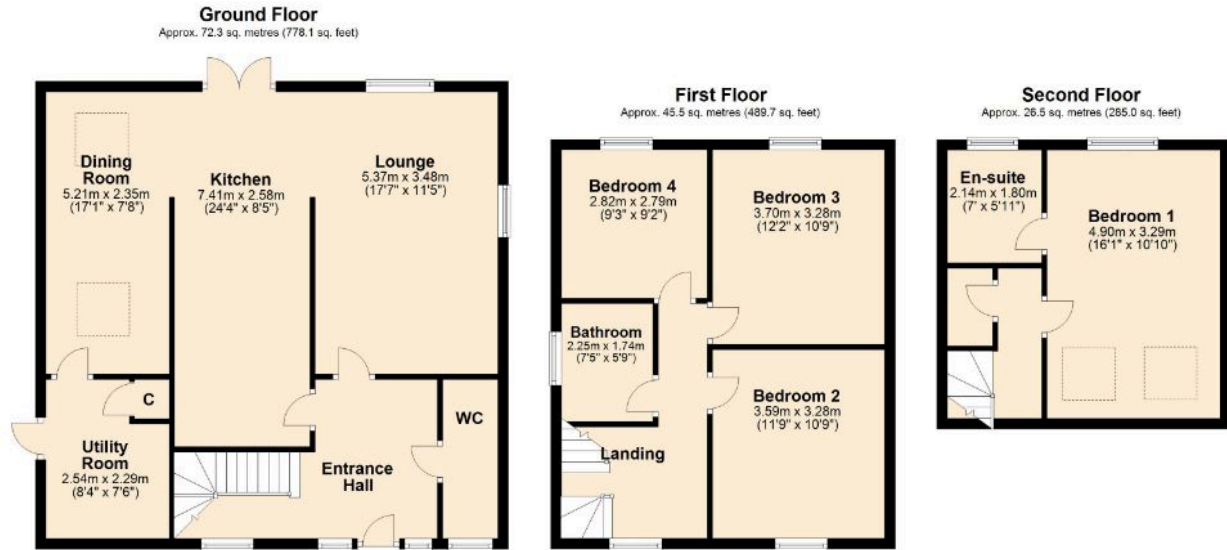 Ground Floor
Approx. 72.3 sq. metres (778.1 sq. feet)
Dining
Room
5.21m x 2.35m
(17'1" x 7'8")
Kitchen
7.41m x 2.58m
(24'4" x 8'5")
Lounge
5.37m x 3.48m
(17'7" x 11'5")
C
WC
Utility
Room
2.54m x 2.29m
(8'4" x 7'6")
Entrance
Hall
First Floor
Approx. 45.5 sq. metres (489.7 sq. feet)
Bedroom 4
2.82m x 2.79m
(9'3" x 9'2")
Bedroom 3
3.70m x 3.28m
(12'2" x 10'9")
Bathroom
2.25m x 1.74m
(7'5" x 5'9")
Bedroom 2
3.59m x 3.28m
(11'9" x 10'9")
Landing
Second Floor
Approx. 26.5 sq. metres (285.0 sq. feet)
En-suite
2.14m x 1.80m
(7' x 5'11")
Bedroom 1
4.90m x 3.29m
(16'1" x 10'10")